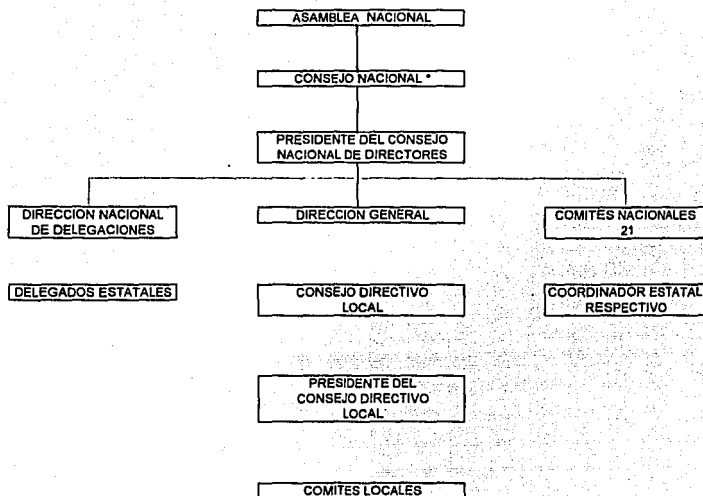 ASAMBLEA NACIONAL
CONSEJO NACIONAL *
PRESIDENTE DEL CONSEJO
NACIONAL DE DIRECTORES
DIRECCION NACIONAL
DE DELEGACIONES
DIRECCION GENERAL
COMITES NACIONALES
21
DELEGADOS ESTATALES
CONSEJO DIRECTIVO
LOCAL
COORDINADOR ESTATAL
RESPECTIVO
PRESIDENTE DEL
CONSEJO DIRECTIVO
LOCAL
COMITES LOCALES